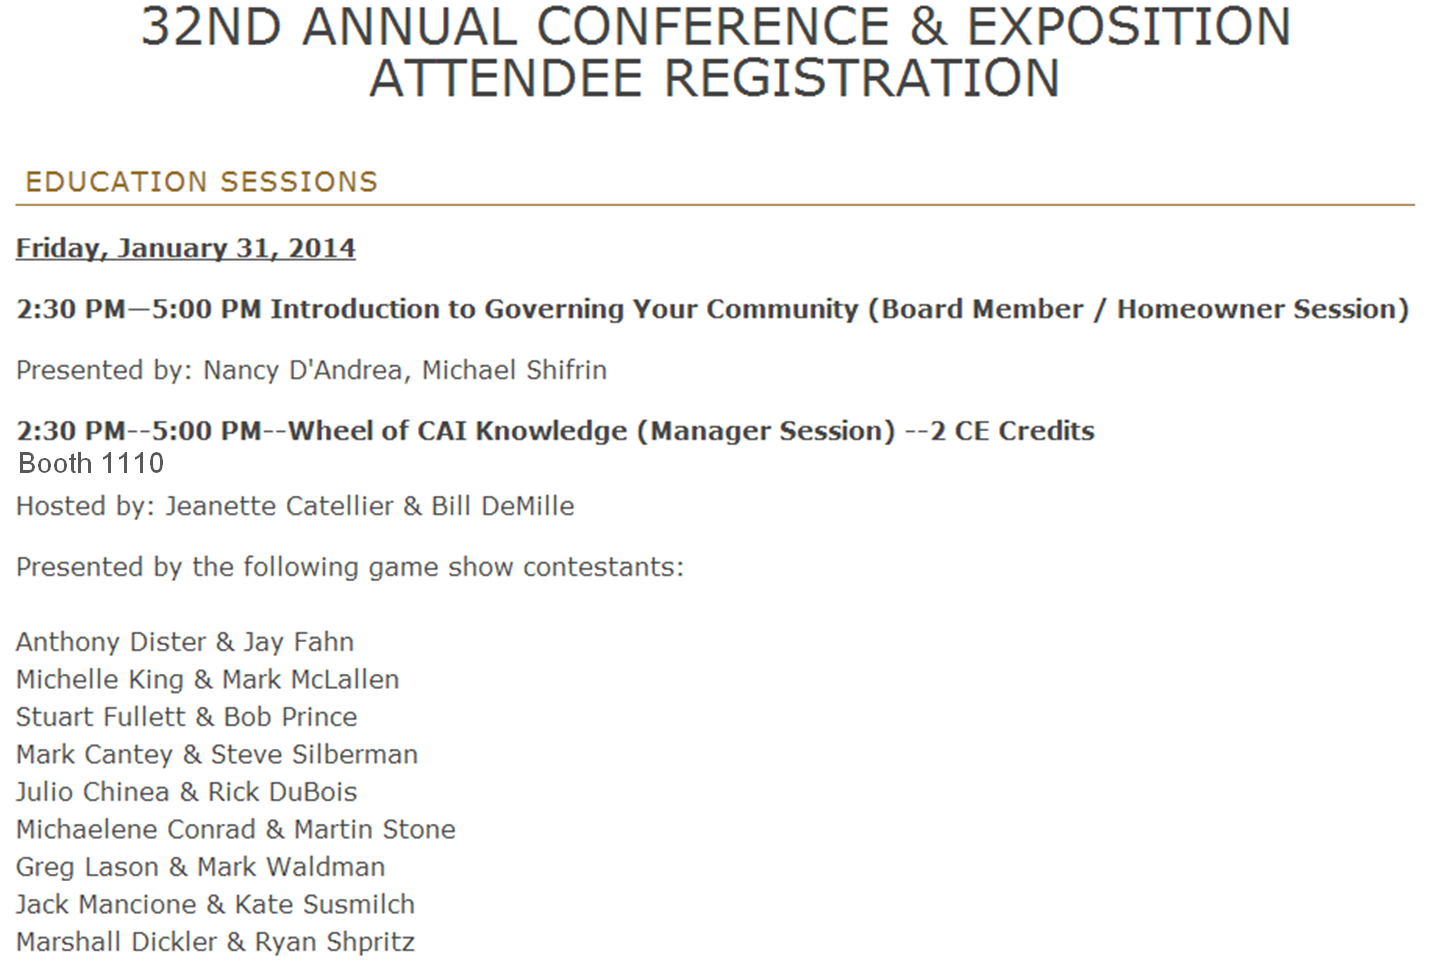 32ND ANNUAL CONFERENCE & EXPOSITION
ATTENDEE REGISTRATION
EDUCATION SESSIONS
Friday, January 31, 2014
2:30 PM—5:00 PM Introduction to Governing Your Community (Board Member / Homeowner Session)
Presented by: Nancy D'Andrea, Michael Shifrin
2:30 PM--5:00 PM--Wheel of CAI Knowledge (Manager Session) --2 CE Credits
Booth 1110
Hosted by: Jeanette Catellier & Bill DeMille
Presented by the following game show contestants:
Anthony Dister & Jay Fahn
Michelle King & Mark McLallen
Stuart Fullett & Bob Prince
Mark Cantey & Steve Silberman
Julio Chinea & Rick DuBois
Michaelene Conrad & Martin Stone
Greg Lason & Mark Waldman
Jack Mancione & Kate Susmilch
Marshall Dickler & Ryan Shpritz